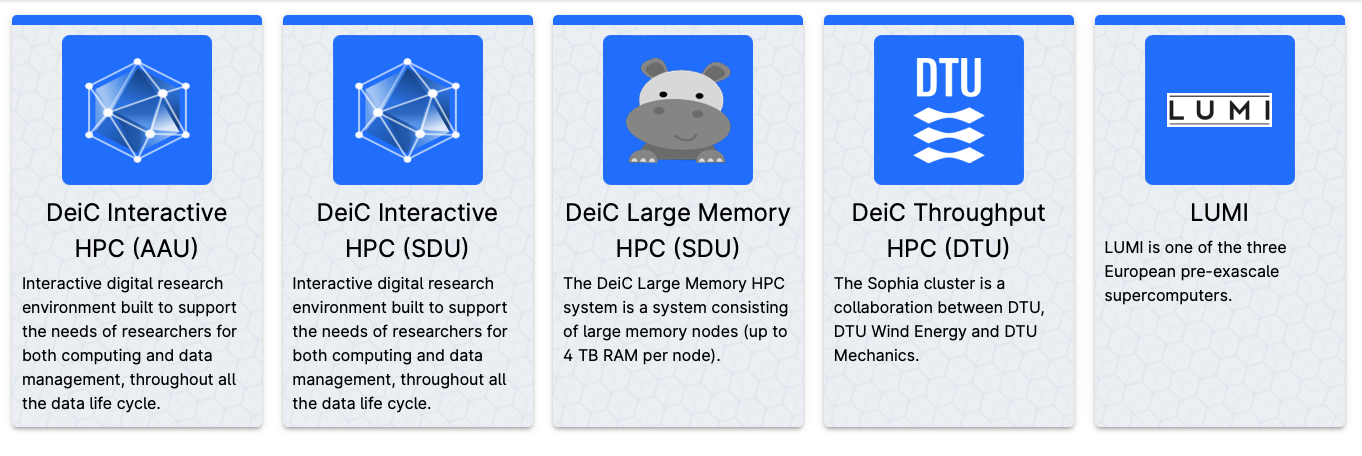 DeiC Interactive
HPC (AAU)
Interactive digital research
environment built to support
the needs of researchers for
both computing and data
management, throughout all
the data life cycle.
DeiC Interactive
HPC (SDU)
Interactive digital research
environment built to support
the needs of researchers for
both computing and data
management, throughout all
the data life cycle.
DeiC Large Memory
HPC (SDU)
The DeiC Large Memory HPC
system is a system consisting
of large memory nodes (up to
4 TB RAM per node).
DTU
DeiC Throughput
HPC (DTU)
The Sophia cluster is a
collaboration between DTU,
DTU Wind Energy and DTU
Mechanics.
LUMI
LUMI
LUMI is one of the three
European pre-exascale
supercomputers.